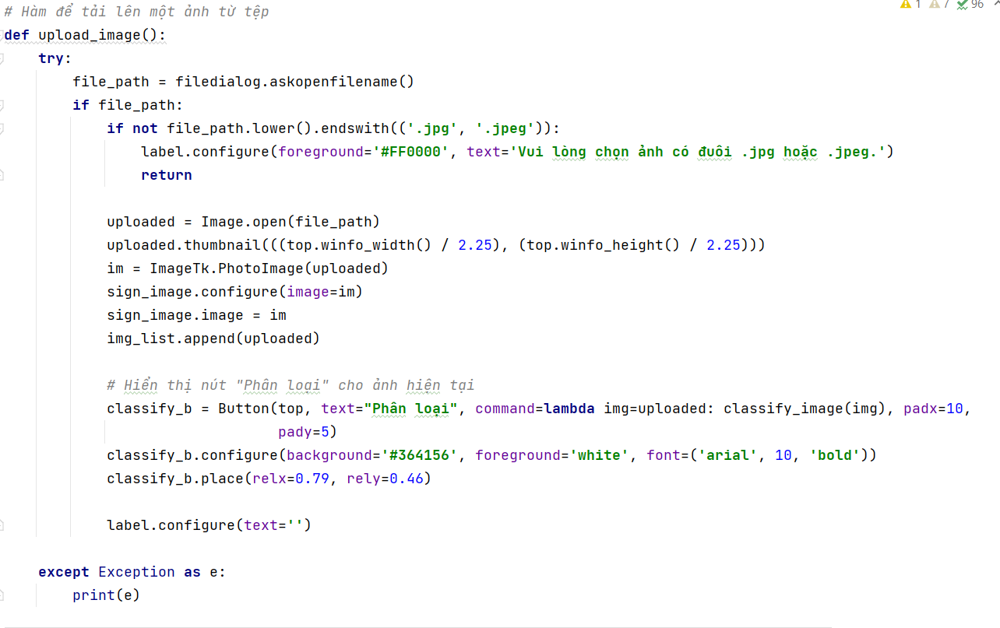 # Hàm để tải lên một ảnh từ tệp
1 7 96
def upload_image():
    try:
        file_path = filedialog.askopenfilename()
        if file_path:
            if not file_path.lower().endswith(('.jpg', '.jpeg')):
                label.configure(foreground='#FF0000', text='Vui lòng chọn ảnh có đuôi .jpg hoặc .jpeg.')
                return

            uploaded = Image.open(file_path)
            uploaded.thumbnail(((top.winfo_width() / 2.25), (top.winfo_height() / 2.25)))
            im = ImageTk.PhotoImage(uploaded)
            sign_image.configure(image=im)
            sign_image.image = im
            img_list.append(uploaded)

            # Hiển thị nút "Phân loại" cho ảnh hiện tại
            classify_b = Button(top, text="Phân loại", command=lambda img=uploaded: classify_image(img), padx=10,
                                pady=5)
            classify_b.configure(background='#364156', foreground='white', font=('arial', 10, 'bold'))
            classify_b.place(relx=0.79, rely=0.46)

            label.configure(text='')

    except Exception as e:
        print(e)